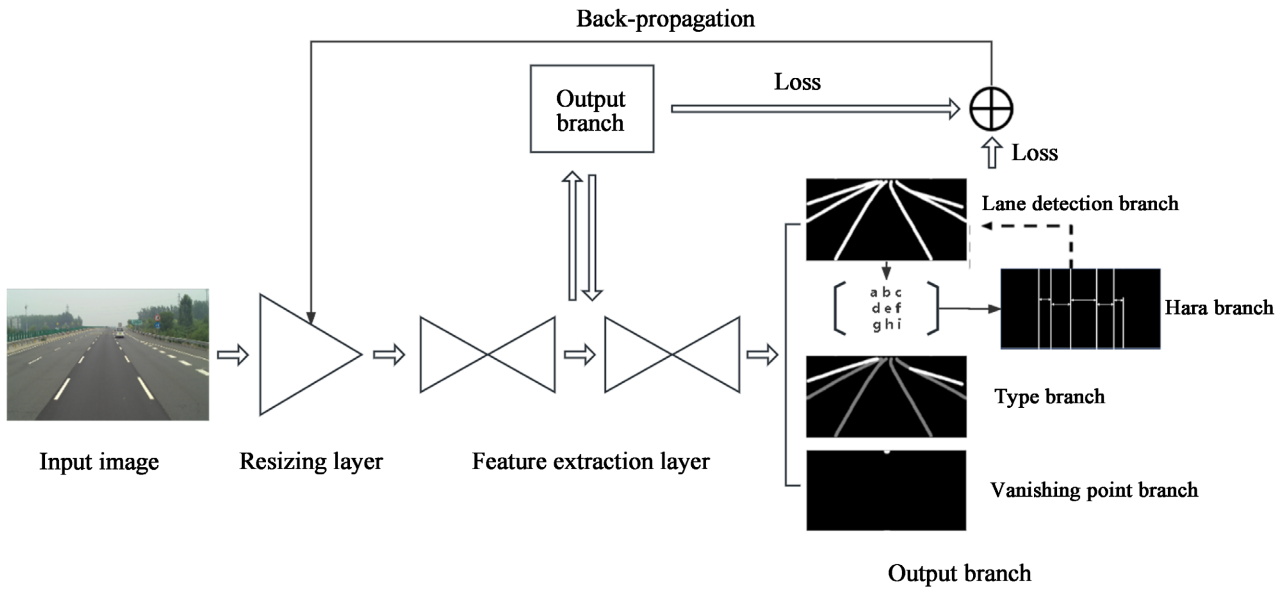 Back-propagation
Output
branch
Loss
Loss
Lane detection branch
a b c
d e f
g h i
Hara branch
Type branch
Input image
Resizing layer
Feature extraction layer
Vanishing point branch
Output branch